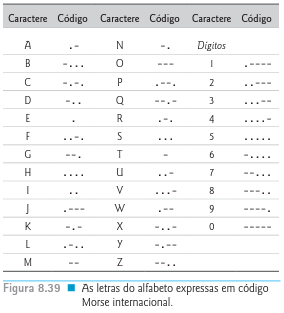 Caractere Código Caractere Código Caractere Código
A .- N -. Dígitos
B -... O --- 1 .----
C -.-. P .--. 2 ..---
D -.. Q --.- 3 ...--
E . R .-. 4 ....-
F ..-. S ... 5 .....
G --. T - 6 -....
H .... U ..- 7 --...
I .. V ...- 8 ---..
J .--- W .-- 9 ----.
K -.- X -..- 0 -----
L .-.. Y -.--
M -- Z --..
Figura 8.39 ■ As letras do alfabeto expressas em código
Morse internacional.